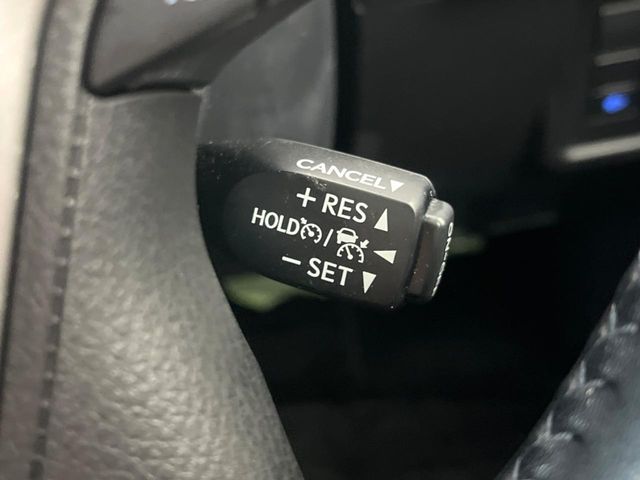 CANCEL▼
+ RES ▲
HOLD / ◀
− SET ▼